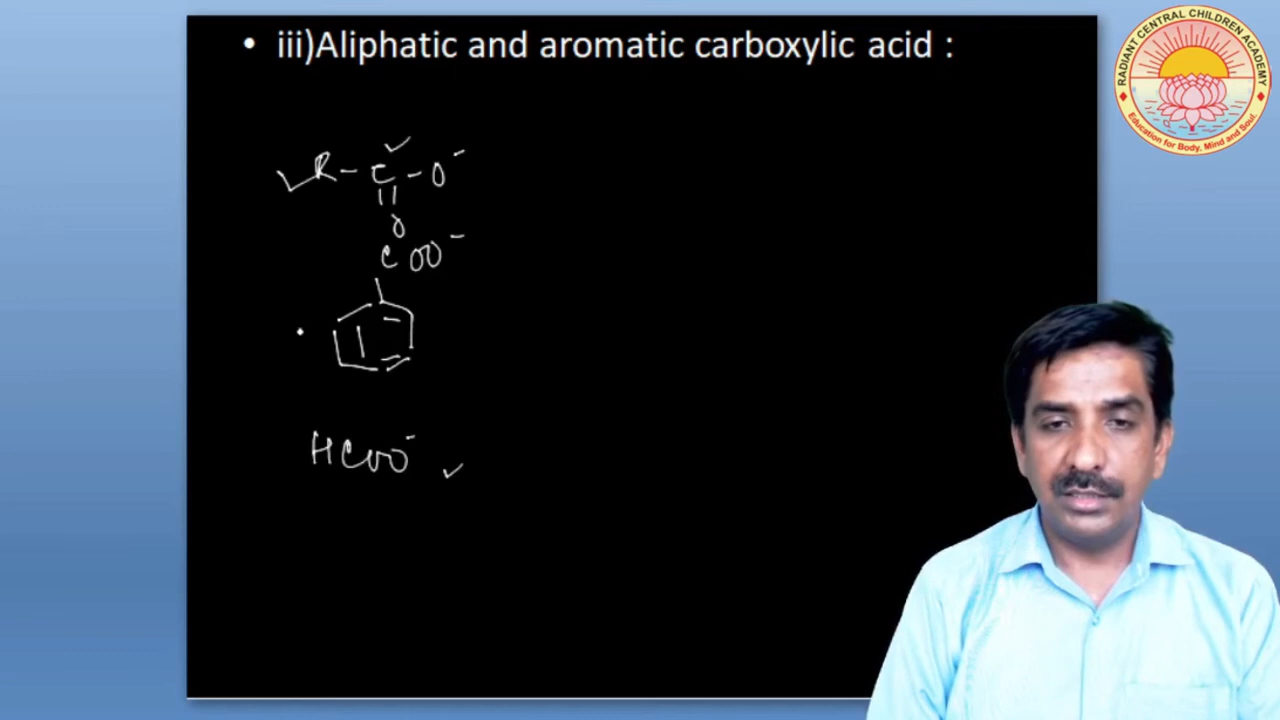 • iii)Aliphatic and aromatic carboxylic acid :
R-C-O⁻
||
O
COO⁻
HCOO⁻
RADIANT CENTRAL CHILDREN ACADEMY
Education for Body, Mind and Soul.